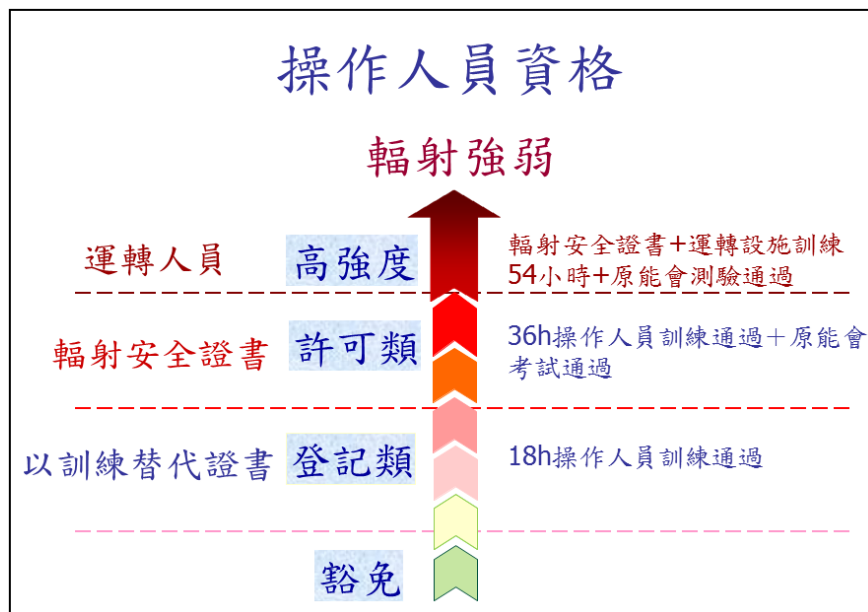 操作人員資格
輻射強弱
運轉人員
高強度
輻射安全證書+運轉設施訓練
54小時+原能會測驗通過
輻射安全證書
許可類
36h操作人員訓練通過＋原能會
考試通過
以訓練替代證書
登記類
18h操作人員訓練通過
豁免